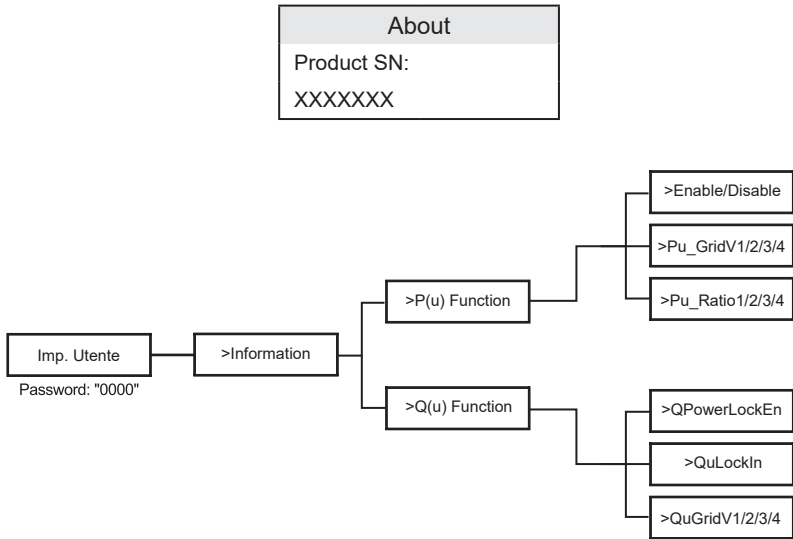 About
Product SN:
XXXXXXX
>Enable/Disable
>Pu_GridV1/2/3/4
>P(u) Function
>Pu_Ratio1/2/3/4
Imp. Utente
>Information
Password: "0000"
>Q(u) Function
>QPowerLockEn
>QuLockIn
>QuGridV1/2/3/4